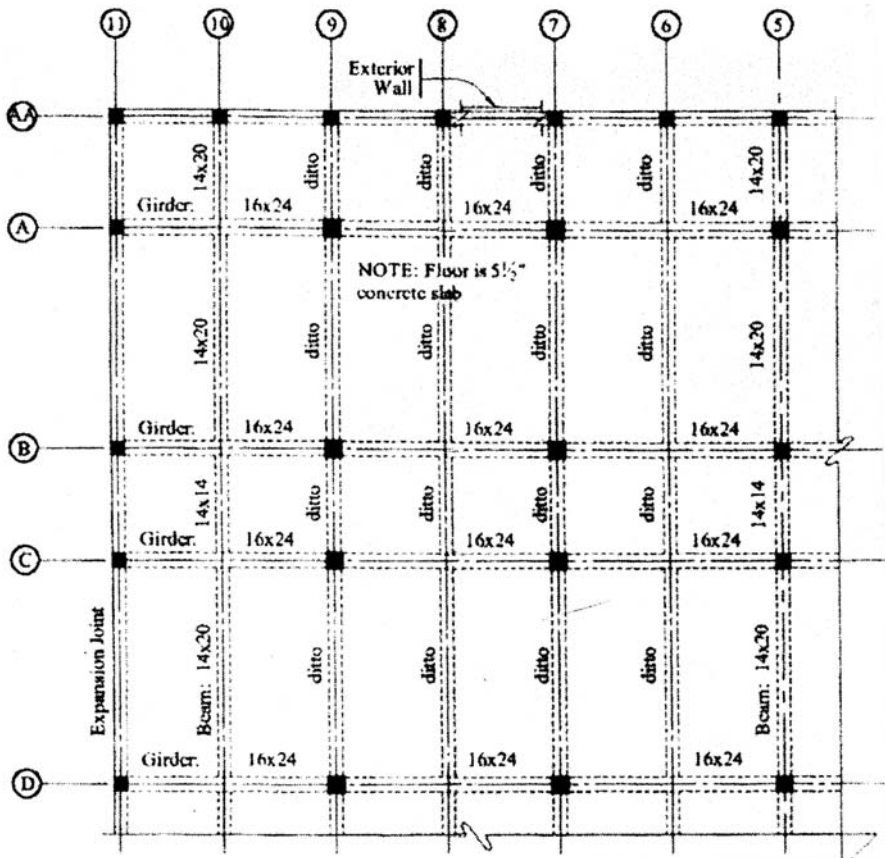 11 10 9 8 7 6 5
Exterior
Wall
AA
14x20 ditto ditto ditto ditto 14x20
Girder: 16x24 16x24 16x24
A
NOTE: Floor is 5½"
concrete slab
14x20 ditto ditto ditto ditto 14x20
Girder: 16x24 16x24 16x24
B
14x14 ditto ditto ditto ditto 14x14
Girder: 16x24 16x24 16x24
C
Expansion Joint
Beam: 14x20 ditto ditto ditto ditto Beam: 14x20
Girder: 16x24 16x24 16x24
D